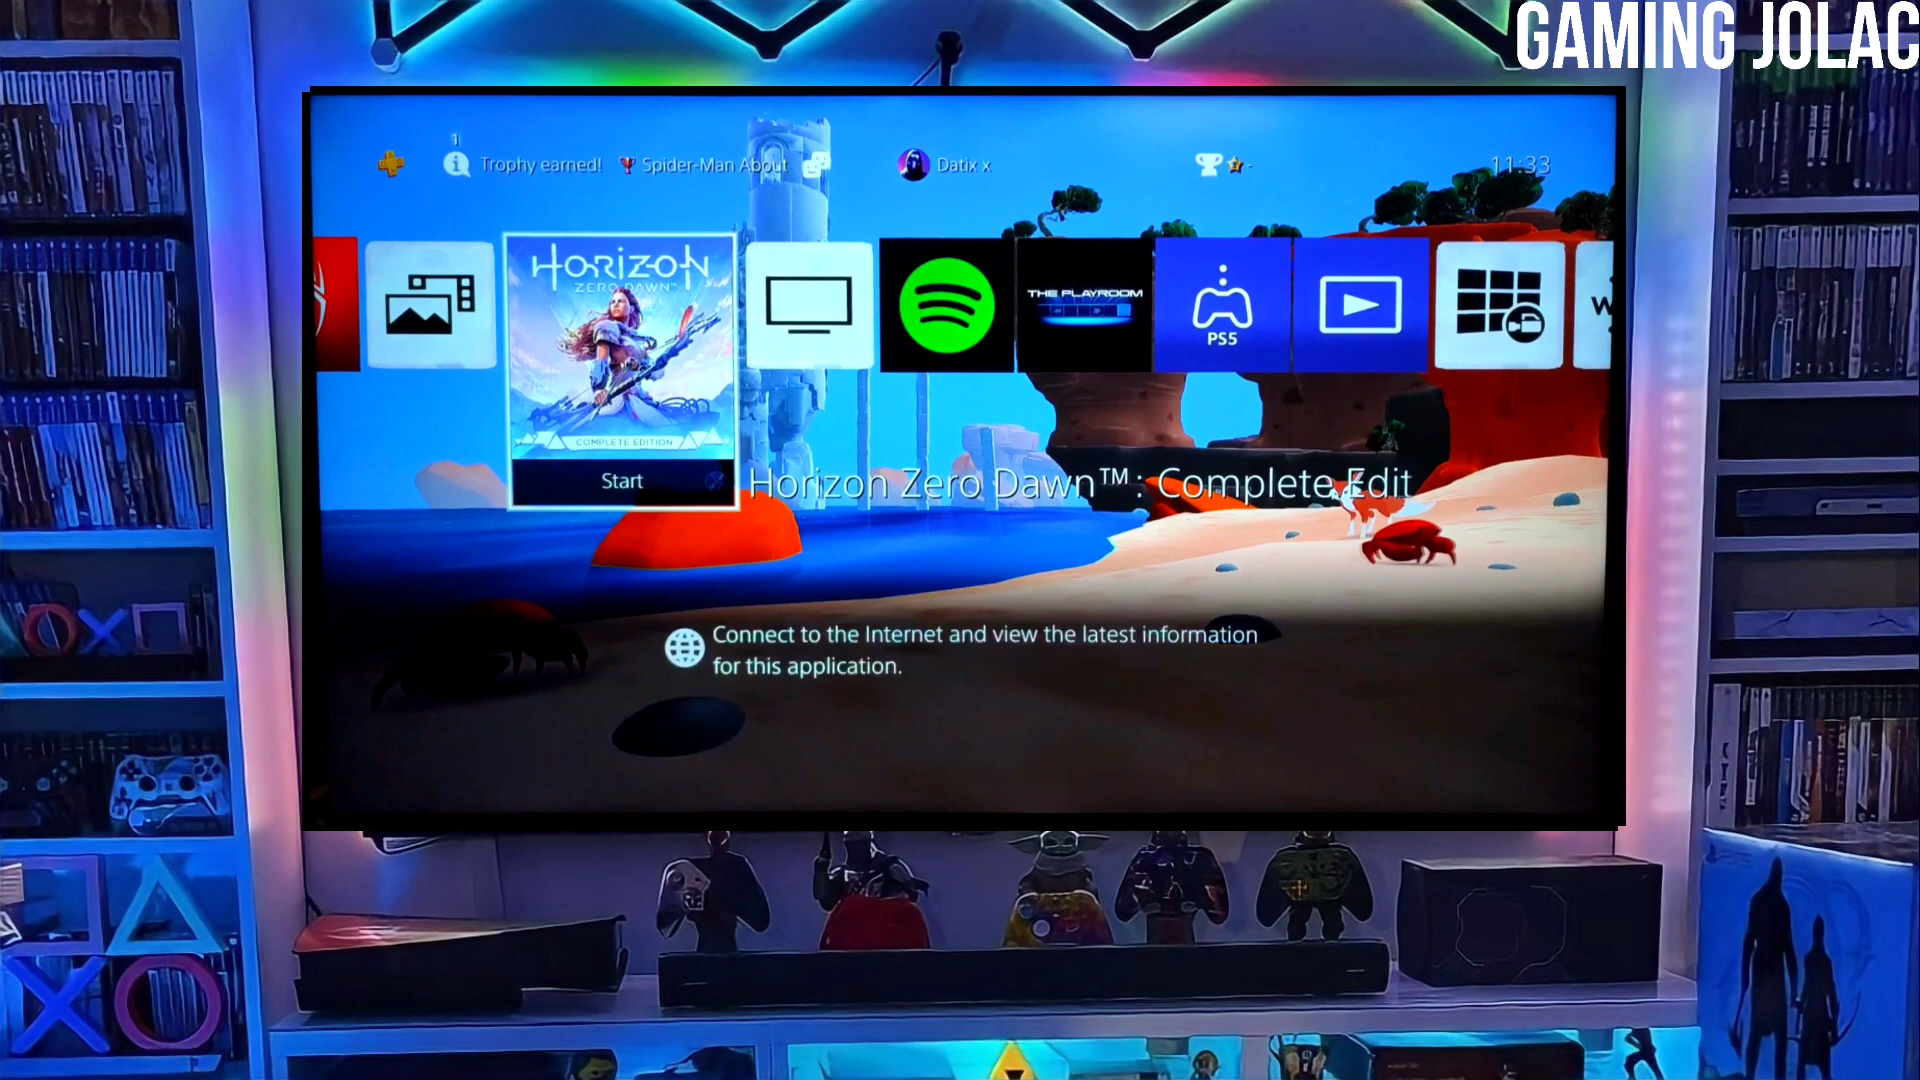 GAMING JOLAC
1
Trophy earned!
Spider-Man About
Datix x
-
11:33
HORIZON
ZERO DAWN™
COMPLETE EDITION
THE PLAYROOM
PS5
W
Start
Horizon Zero Dawn™: Complete Edit
Connect to the Internet and view the latest information
for this application.